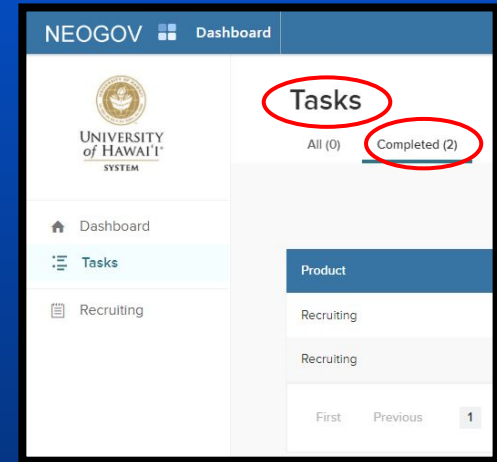 NEOGOV Dashboard
UNIVERSITY
of HAWAI'I
SYSTEM
Dashboard
Tasks
Recruiting
Tasks
All (0) Completed (2)
Product
Recruiting
Recruiting
First Previous 1